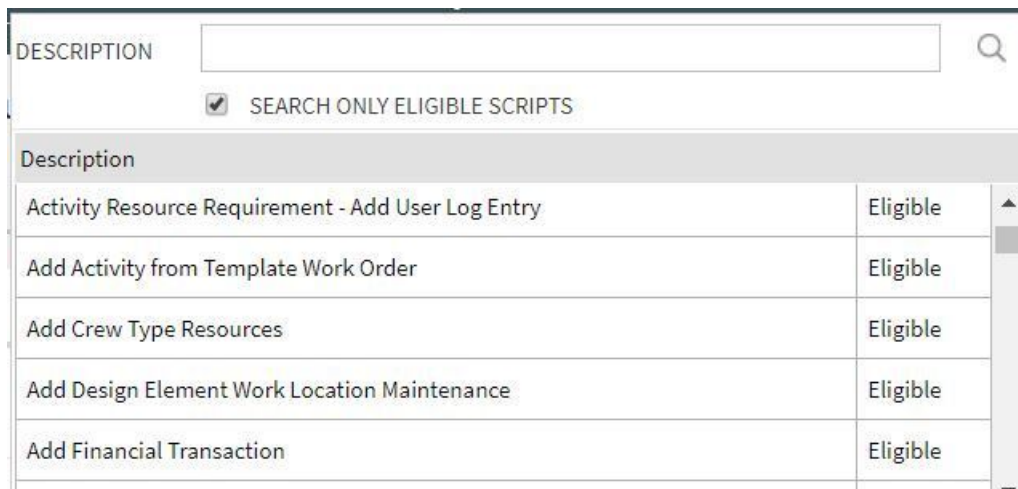 DESCRIPTION
SEARCH ONLY ELIGIBLE SCRIPTS
Description
Activity Resource Requirement - Add User Log Entry Eligible
Add Activity from Template Work Order Eligible
Add Crew Type Resources Eligible
Add Design Element Work Location Maintenance Eligible
Add Financial Transaction Eligible